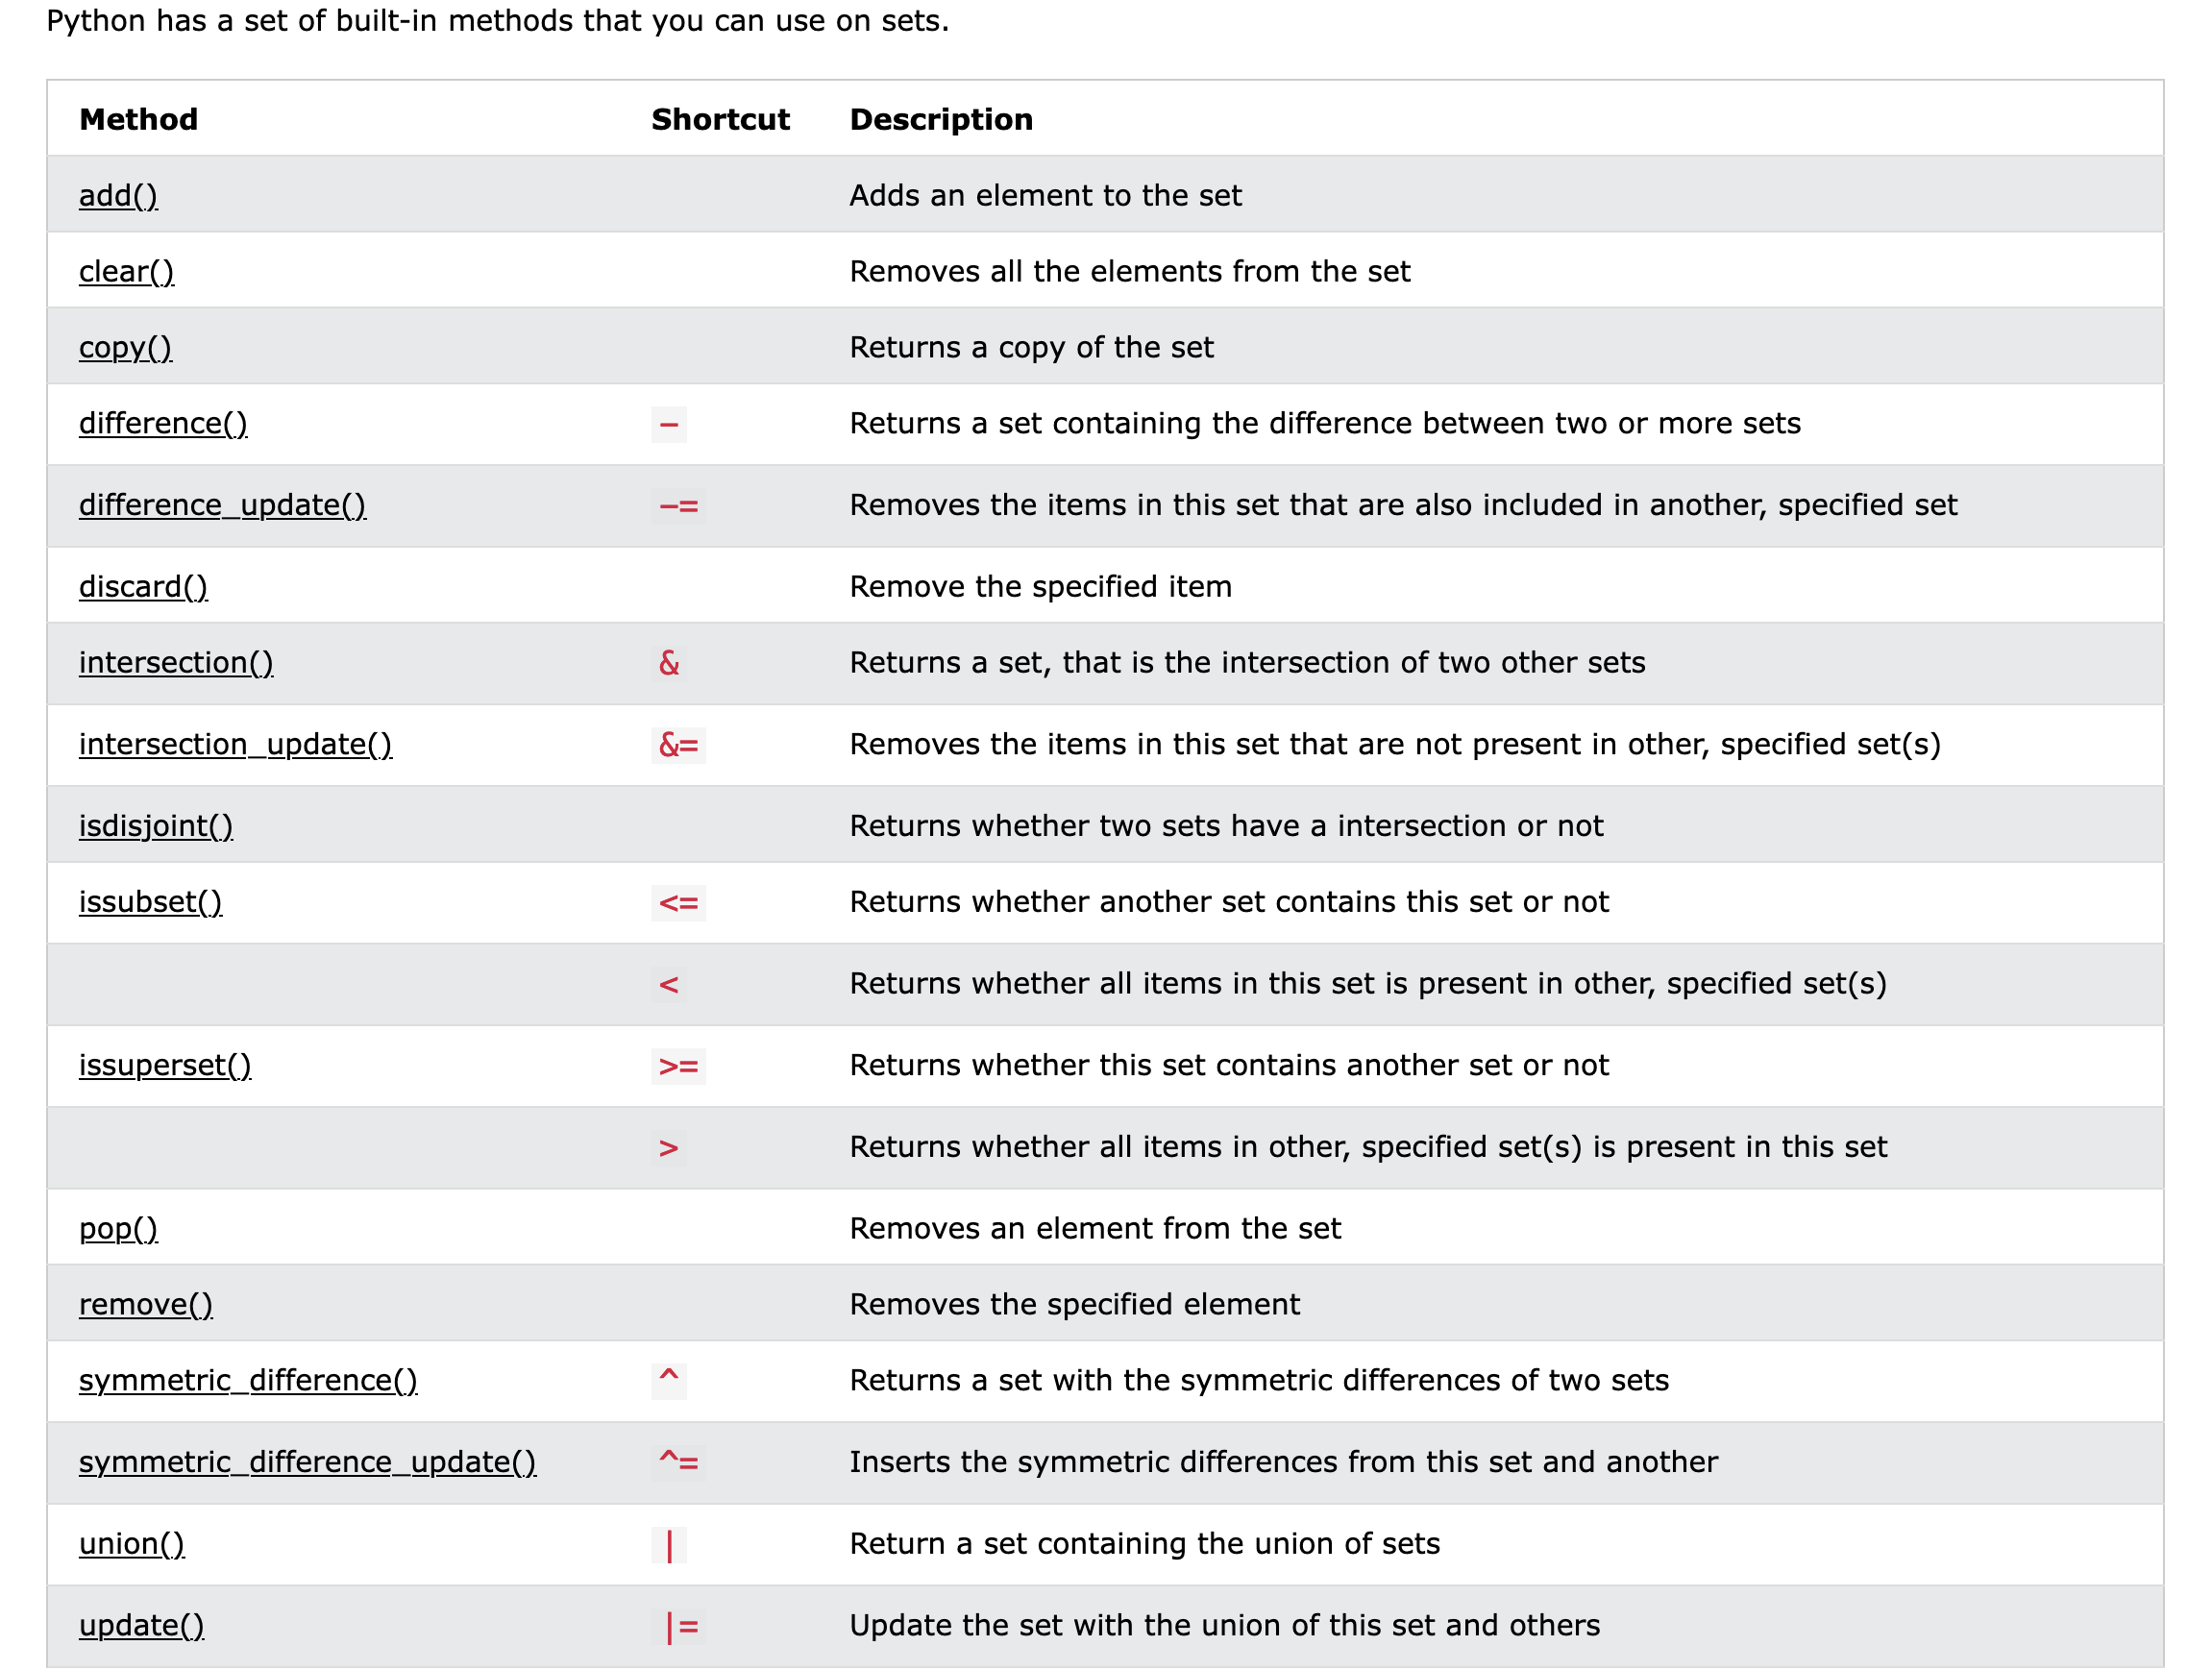 Python has a set of built-in methods that you can use on sets.
Method Shortcut Description
add() Adds an element to the set
clear() Removes all the elements from the set
copy() Returns a copy of the set
difference() - Returns a set containing the difference between two or more sets
difference_update() -= Removes the items in this set that are also included in another, specified set
discard() Remove the specified item
intersection() & Returns a set, that is the intersection of two other sets
intersection_update() &= Removes the items in this set that are not present in other, specified set(s)
isdisjoint() Returns whether two sets have a intersection or not
issubset() <= Returns whether another set contains this set or not
< Returns whether all items in this set is present in other, specified set(s)
issuperset() >= Returns whether this set contains another set or not
> Returns whether all items in other, specified set(s) is present in this set
pop() Removes an element from the set
remove() Removes the specified element
symmetric_difference() ^ Returns a set with the symmetric differences of two sets
symmetric_difference_update() ^= Inserts the symmetric differences from this set and another
union() | Return a set containing the union of sets
update() |= Update the set with the union of this set and others